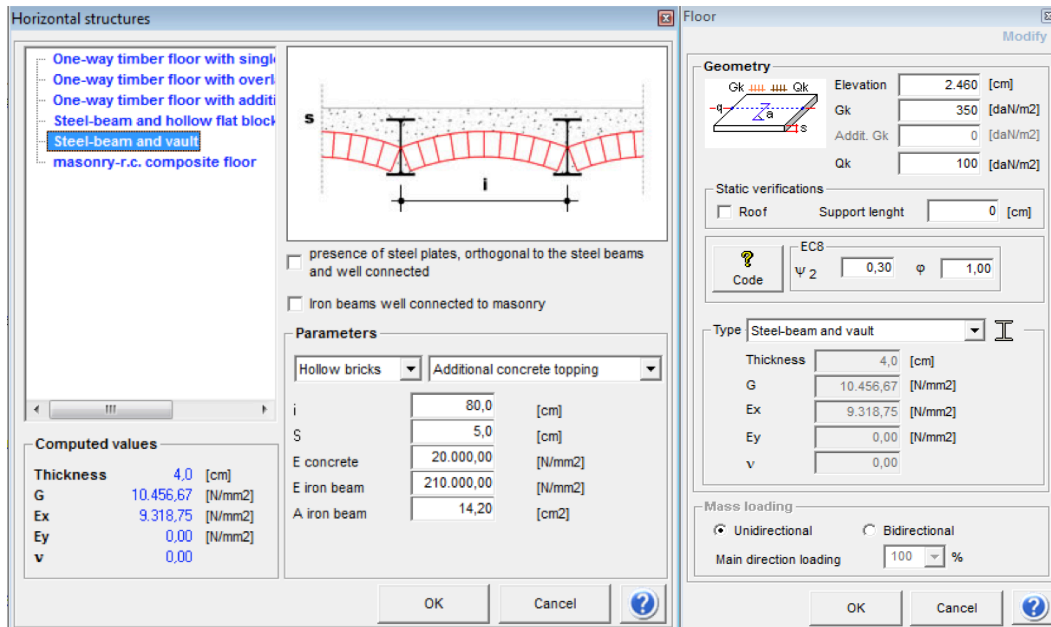 Horizontal structures
One-way timber floor with singl
One-way timber floor with overl
One-way timber floor with additi
Steel-beam and hollow flat block
Steel-beam and vault
masonry-r.c. composite floor
s
i
presence of steel plates, orthogonal to the steel beams
and well connected
Iron beams well connected to masonry
Parameters
Hollow bricks Additional concrete topping
i 80,0 [cm]
S 5,0 [cm]
E concrete 20.000,00 [N/mm2]
E iron beam 210.000,00 [N/mm2]
A iron beam 14,20 [cm2]
Computed values
Thickness 4,0 [cm]
G 10.456,67 [N/mm2]
Ex 9.318,75 [N/mm2]
Ey 0,00 [N/mm2]
ν 0,00
OK Cancel ?
Floor
Modify
Geometry
Gk Qk
q a
s
Elevation 2.460 [cm]
Gk 350 [daN/m2]
Addit. Gk 0 [daN/m2]
Qk 100 [daN/m2]
Static verifications
Roof Support lenght 0 [cm]
? Code
EC8
Ψ 2 0,30 φ 1,00
Type Steel-beam and vault
Thickness 4,0 [cm]
G 10.456,67 [N/mm2]
Ex 9.318,75 [N/mm2]
Ey 0,00 [N/mm2]
ν 0,00
Mass loading
Unidirectional Bidirectional
Main direction loading 100 %
OK Cancel ?